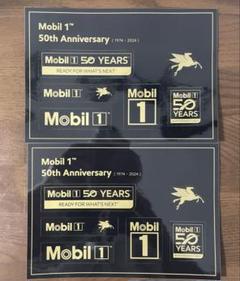 Mobil 1™
50th Anniversary ( 1974 - 2024 )
Mobil 1 50 YEARS
READY FOR WHAT'S NEXT
Mobil 1
Mobil 1
Mobil
1
Mobil 1
50
YEARS
Mobil 1™
50th Anniversary ( 1974 - 2024 )
Mobil 1 50 YEARS
READY FOR WHAT'S NEXT
Mobil 1
Mobil 1
Mobil
1
Mobil 1
50
YEARS